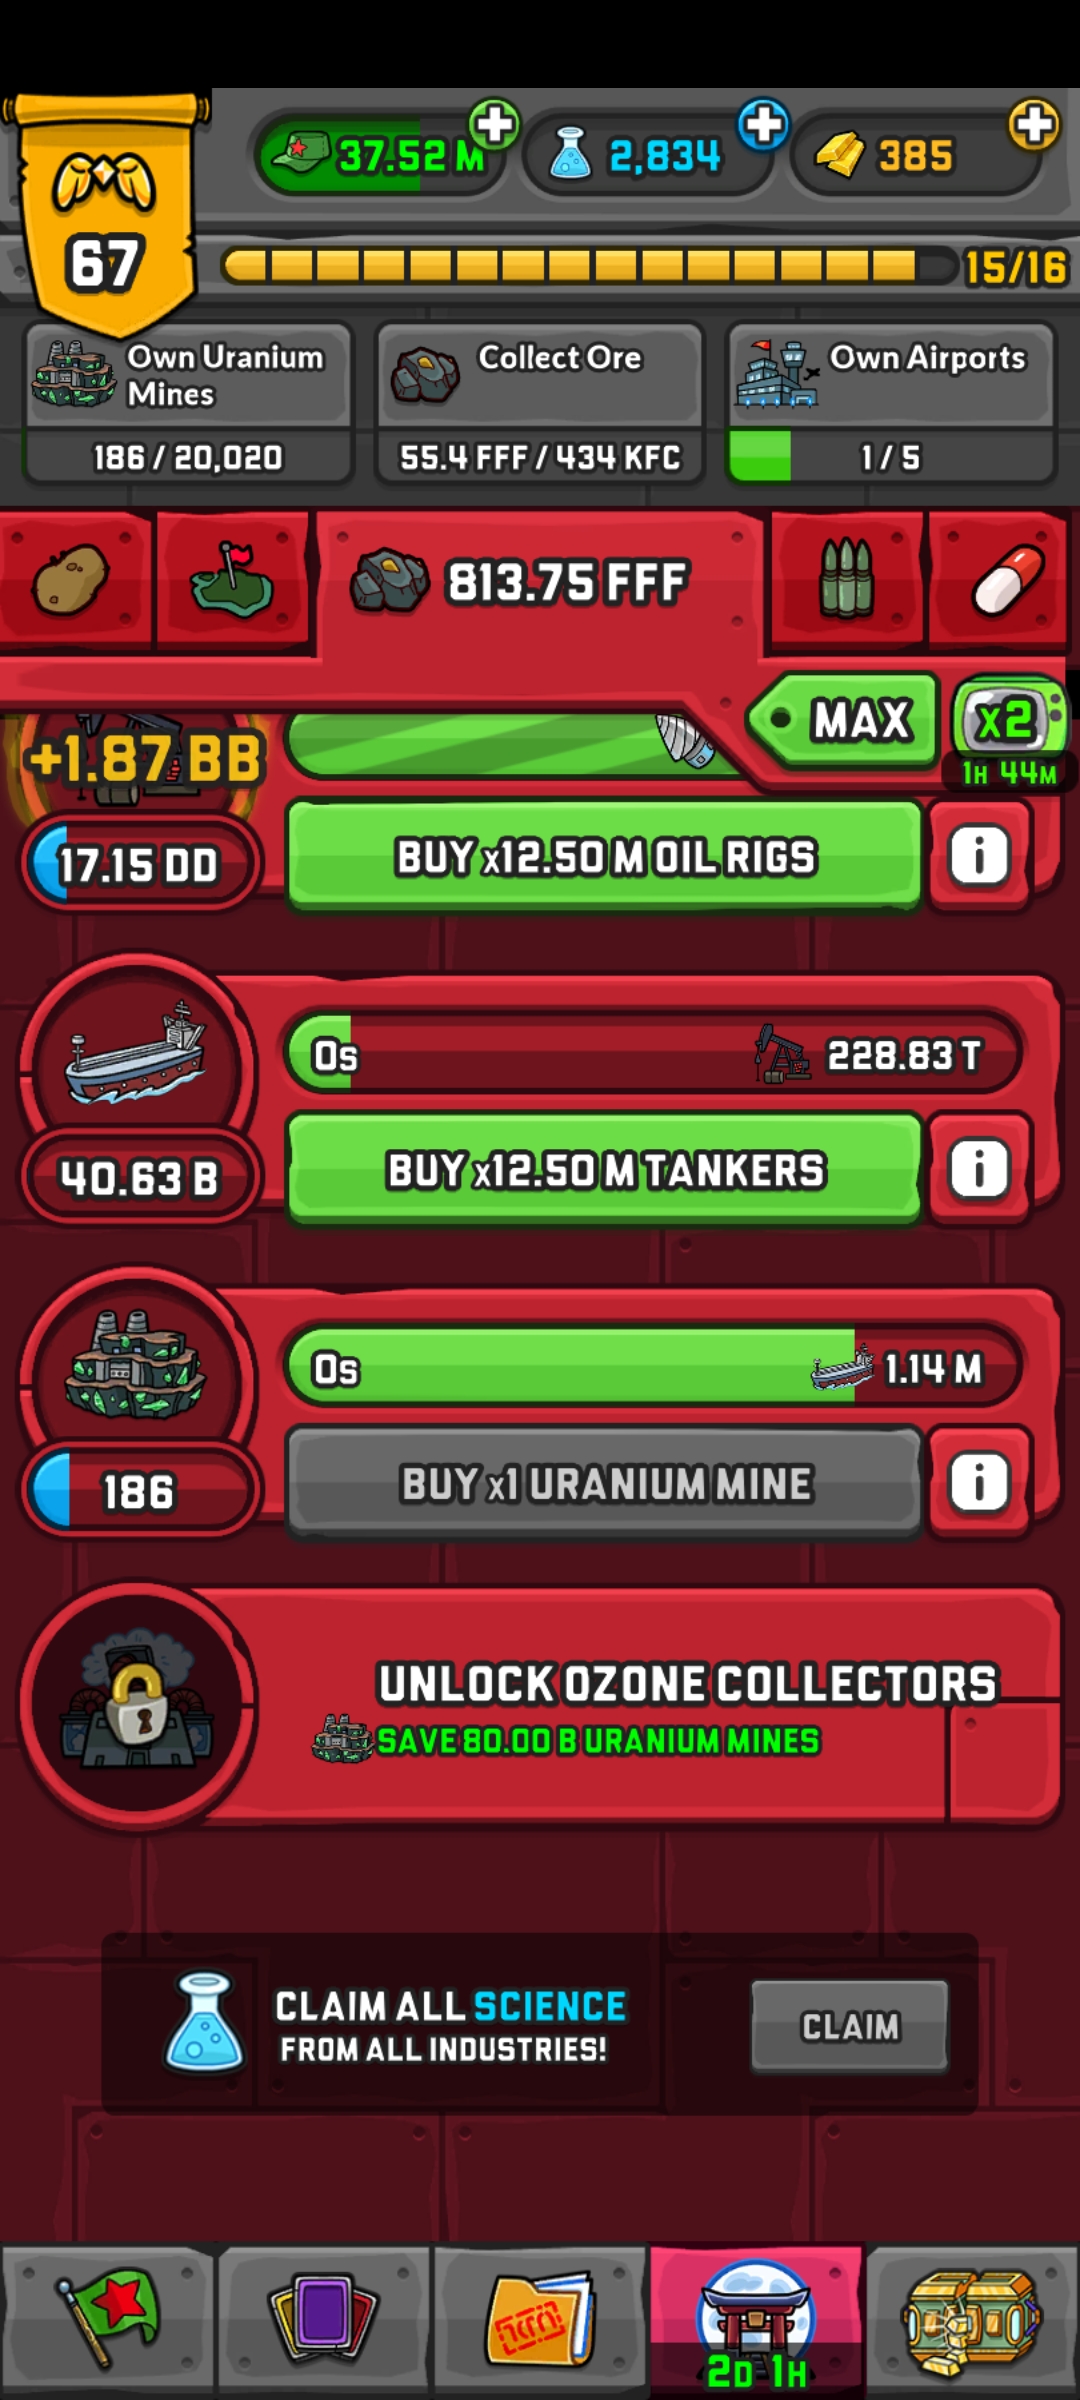 37.52 M
2,834
385
67
15/16
Own Uranium
Mines
186 / 20,020
Collect Ore
55.4 FFF / 434 KFC
Own Airports
1 / 5
813.75 FFF
MAX
x2
1H 44M
+1.87 BB
17.15 DD
BUY x12.50 M OIL RIGS
i
0s
228.83 T
40.63 B
BUY x12.50 M TANKERS
i
0s
1.14 M
186
BUY x1 URANIUM MINE
i
UNLOCK OZONE COLLECTORS
SAVE 80.00 B URANIUM MINES
CLAIM ALL SCIENCE
FROM ALL INDUSTRIES!
CLAIM
2D 1H